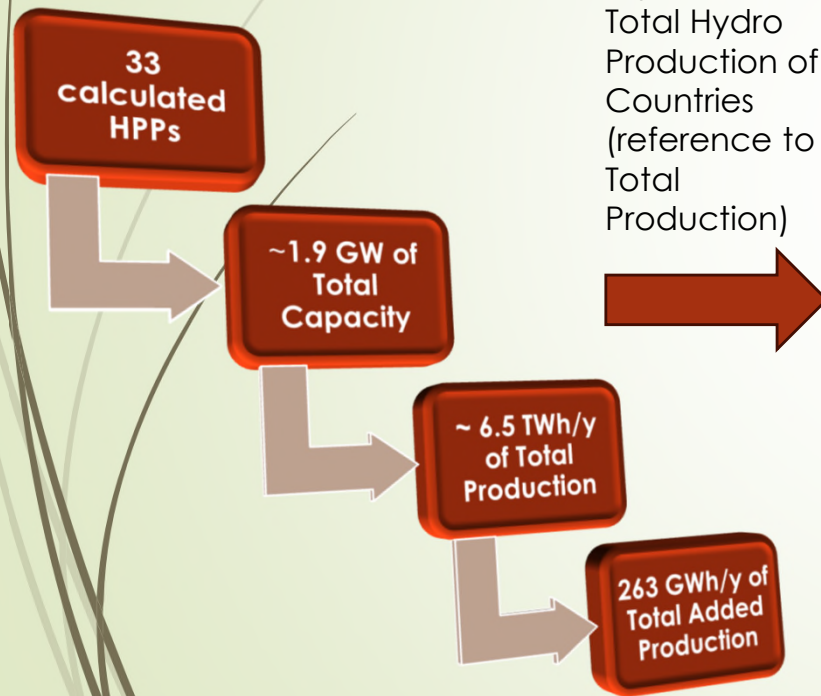 33
calculated
HPPs
~1.9 GW of
Total
Capacity
~ 6.5 TWh/y
of Total
Production
263 GWh/y of
Total Added
Production
Total Hydro
Production of
Countries
(reference to
Total
Production)